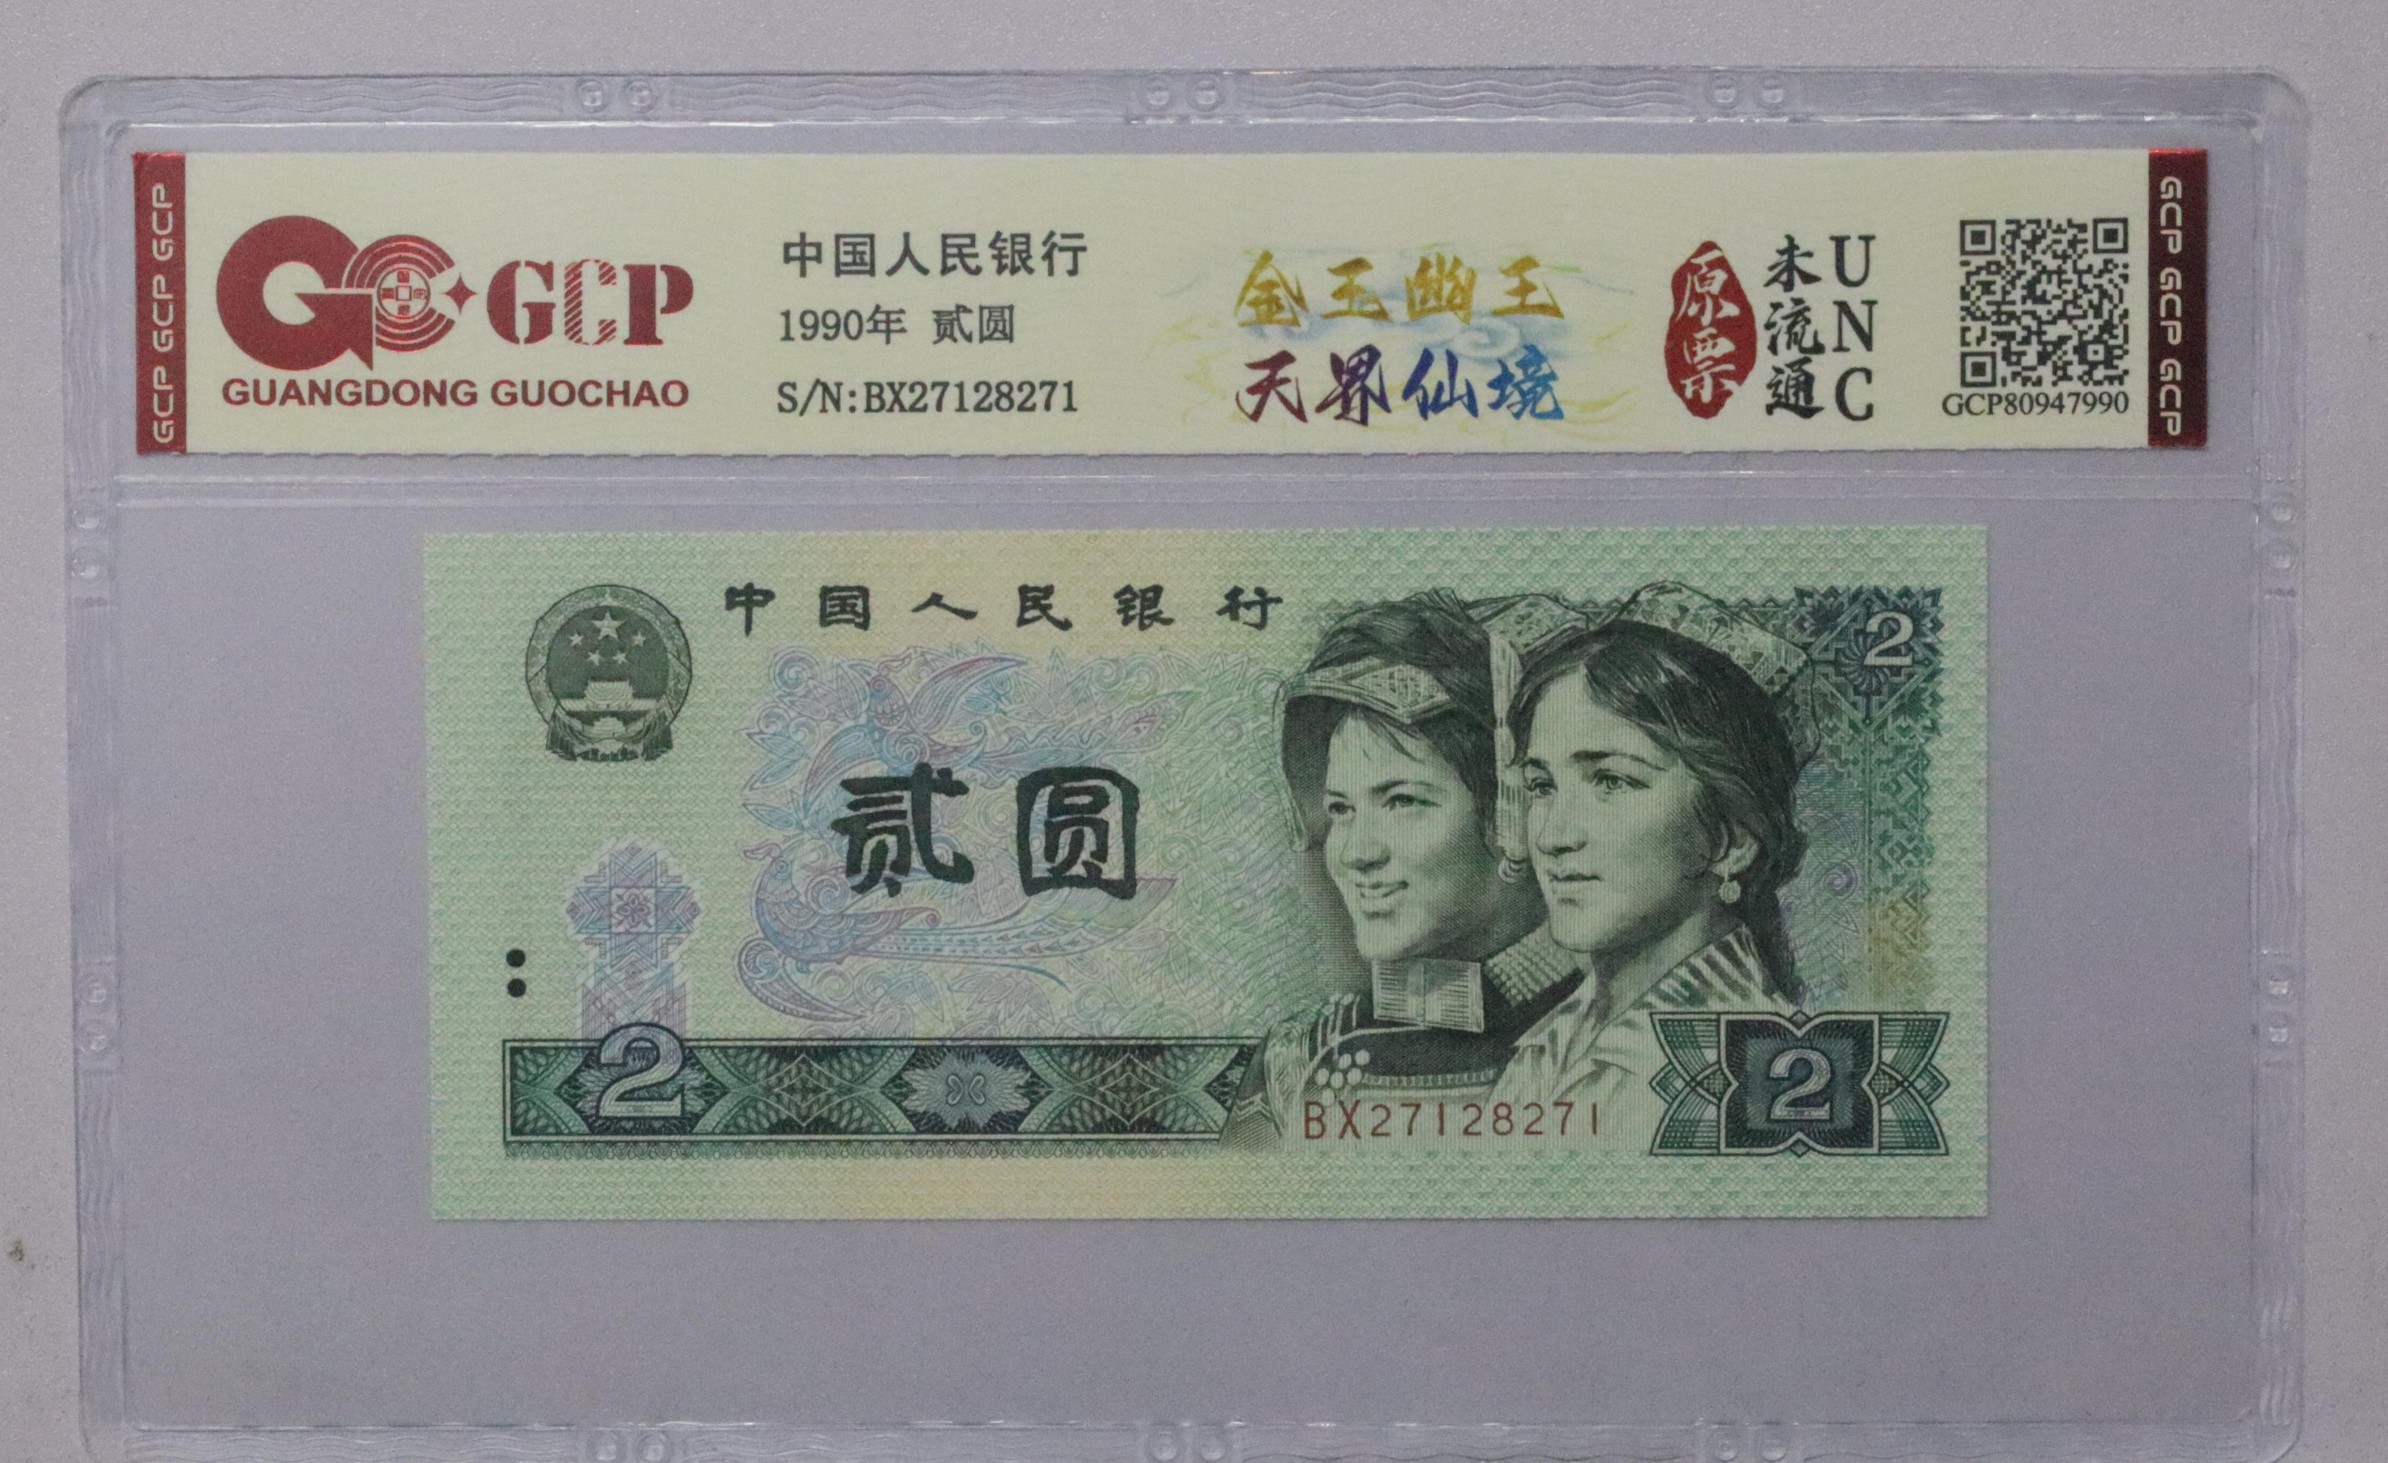 GCP GCP GCP
GCP
GUANGDONG GUOCHAO
中国人民银行
1990年 贰圆
S/N:BX27128271
金玉幽王
天界仙境
原票
未流通
UNC
GCP80947990
GCP GCP GCP
中国人民银行
2
贰圆
2
BX27128271
2